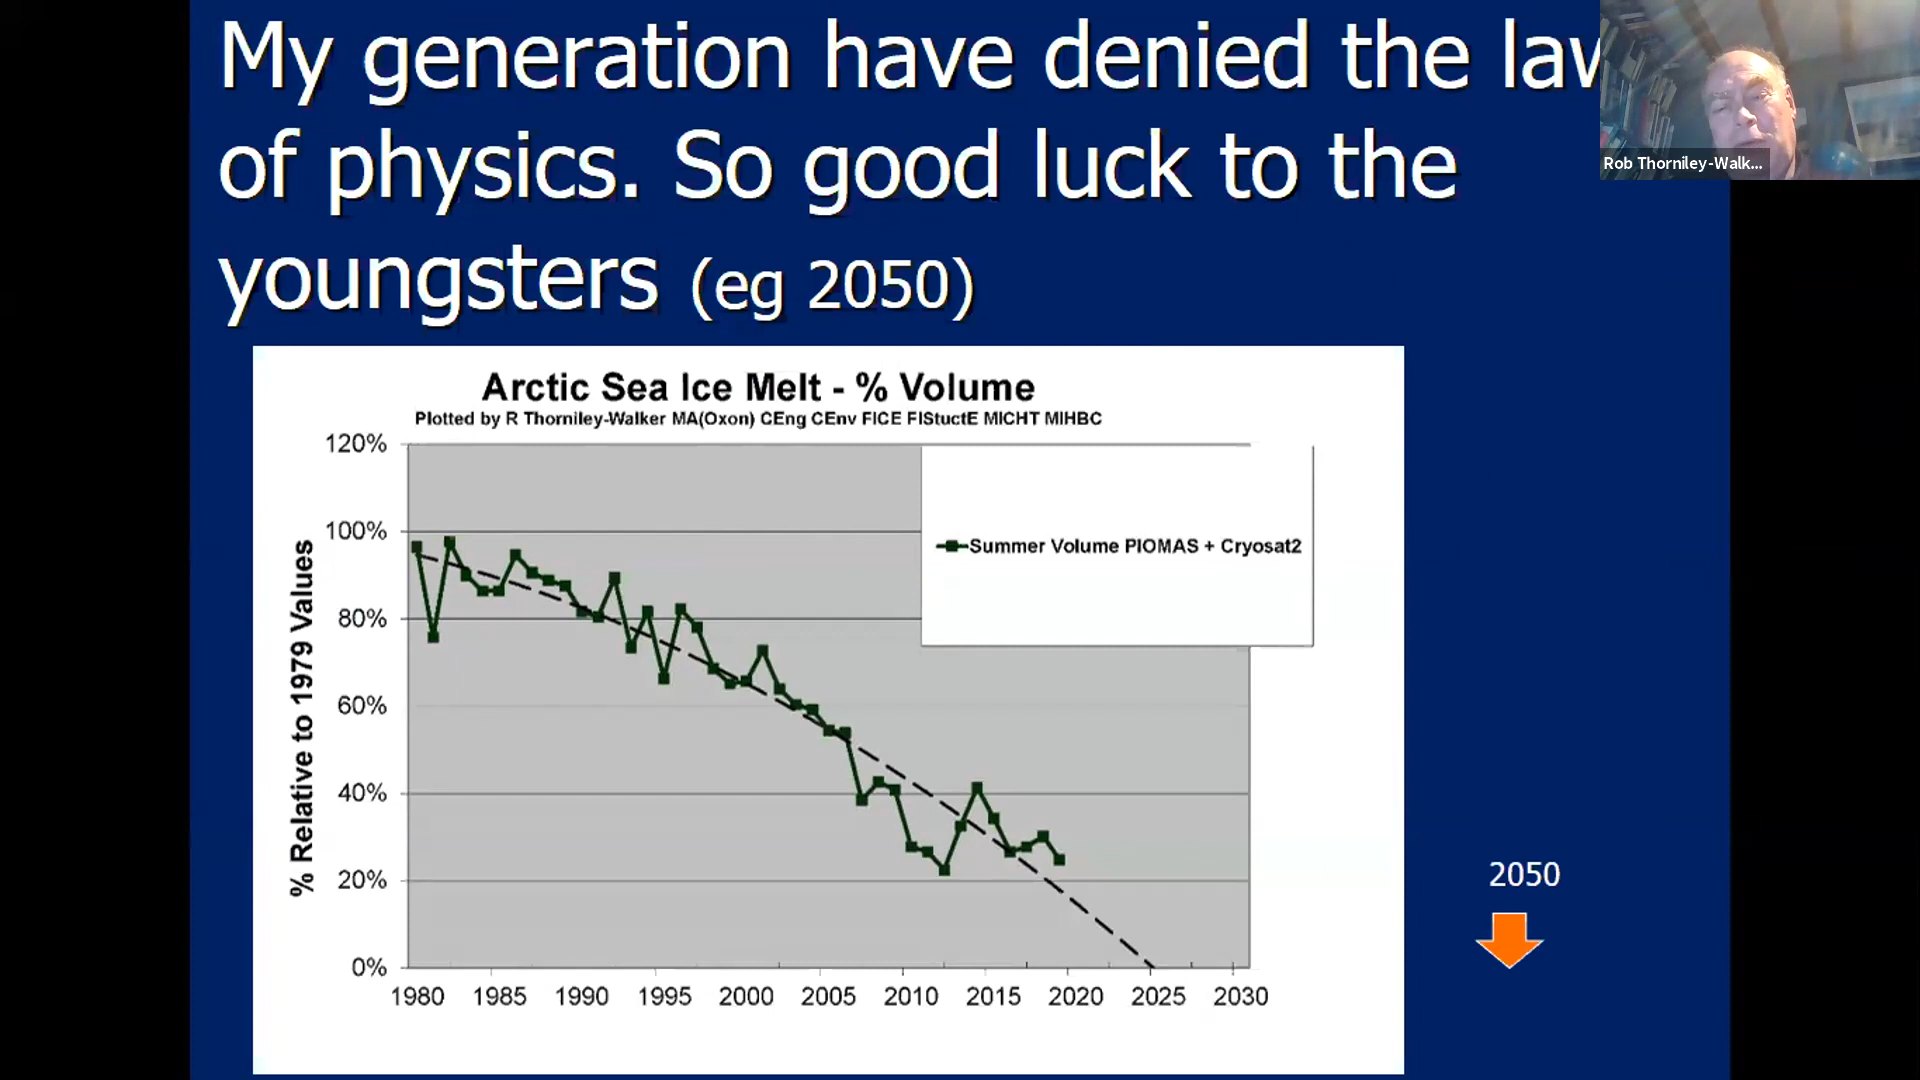 My generation have denied the law
of physics. So good luck to the
youngsters (eg 2050)
Rob Thorniley-Walk...
Arctic Sea Ice Melt - % Volume
Plotted by R Thorniley-Walker MA(Oxon) CEng CEnv FICE FIStuctE MICHT MIHBC
% Relative to 1979 Values
120%
100%
80%
60%
40%
20%
0%
Summer Volume PIOMAS + Cryosat2
1980 1985 1990 1995 2000 2005 2010 2015 2020 2025 2030
2050